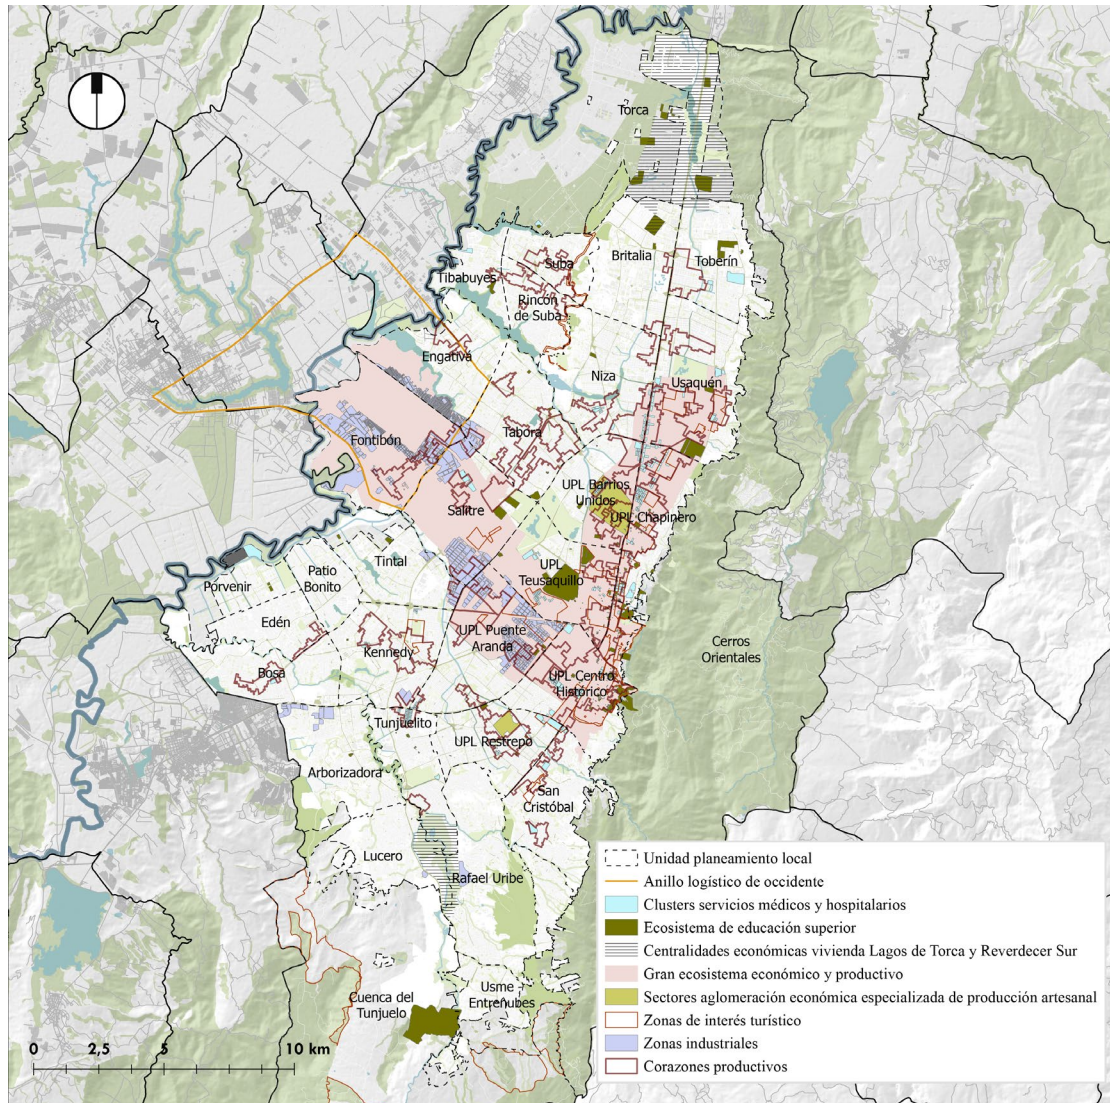 Torca
Britalia
Toberín
Suba
Tibabuyes
Rincón
de Suba
Engativá
Niza
Usaquén
Fontibón
Tabora
UPL Barrios
Unidos
Salitre
UPL Chapinero
Tintal
UPL
Teusaquillo
Patio
Bonito
Porvenir
Edén
UPL Puente
Aranda
Cerros
Orientales
Kennedy
Bosa
UPL Centro
Histórico
Tunjuelito
UPL Restrepo
Arborizadora
San
Cristóbal
Lucero
Rafael Uribe
Usme
Entrenubes
Cuenca del
Tunjuelo
0 2,5 5 10 km
Unidad planeamiento local
Anillo logístico de occidente
Clusters servicios médicos y hospitalarios
Ecosistema de educación superior
Centralidades económicas vivienda Lagos de Torca y Reverdecer Sur
Gran ecosistema económico y productivo
Sectores aglomeración económica especializada de producción artesanal
Zonas de interés turístico
Zonas industriales
Corazones productivos